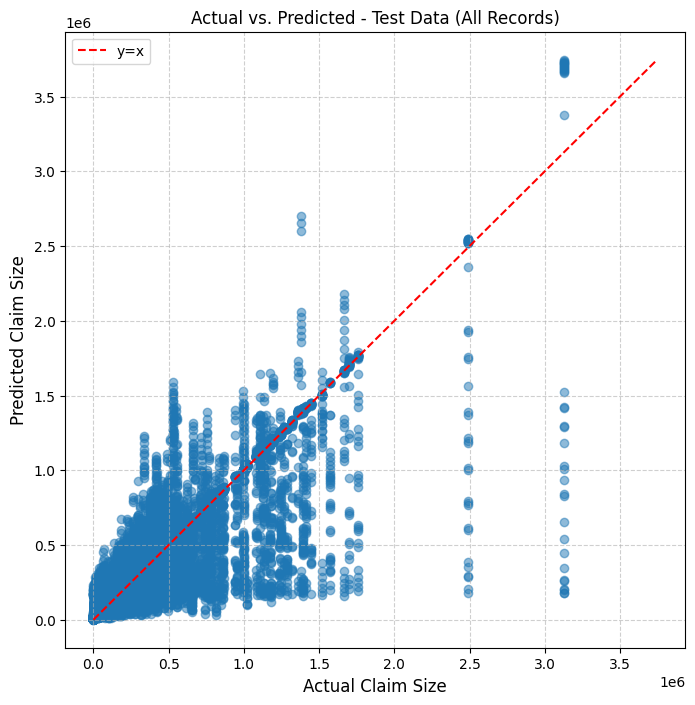 Actual vs. Predicted - Test Data (All Records)
1e6
y=x
3.5
3.0
2.5
2.0
1.5
1.0
0.5
0.0
Predicted Claim Size
0.0 0.5 1.0 1.5 2.0 2.5 3.0 3.5
1e6
Actual Claim Size